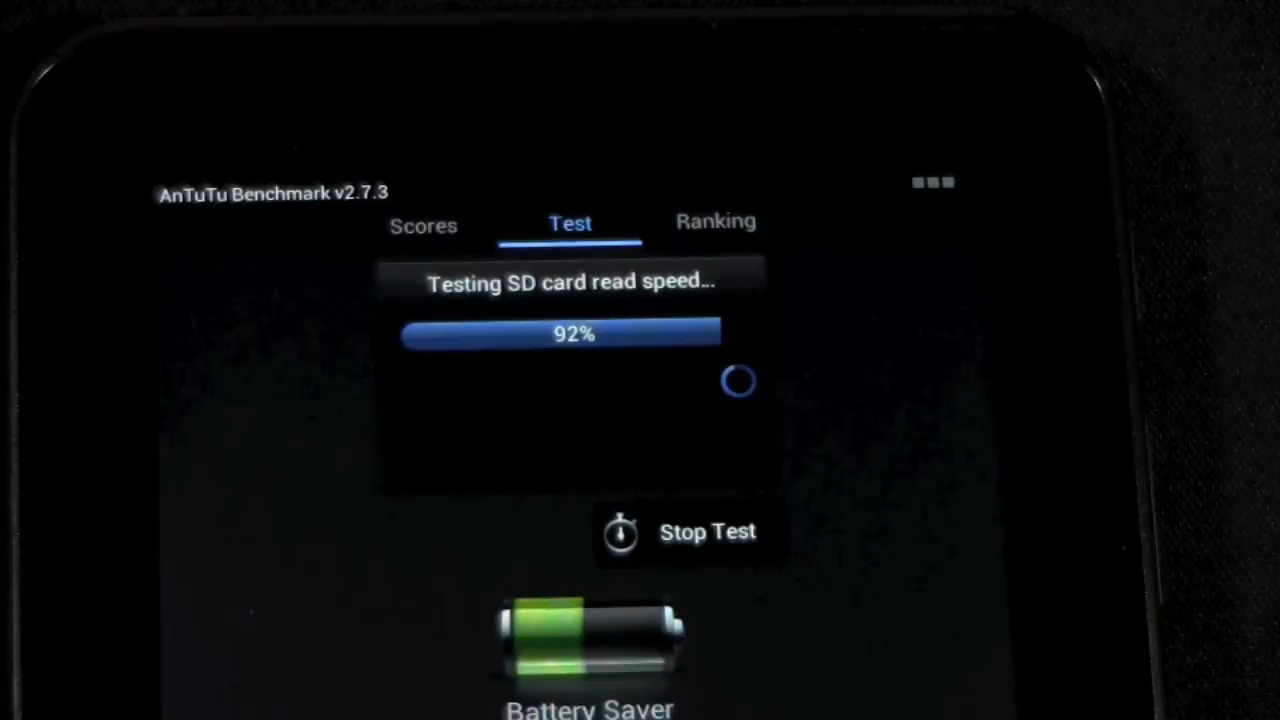 AnTuTu Benchmark v2.7.3
Scores Test Ranking
Testing SD card read speed...
92%
Stop Test
Battery Saver